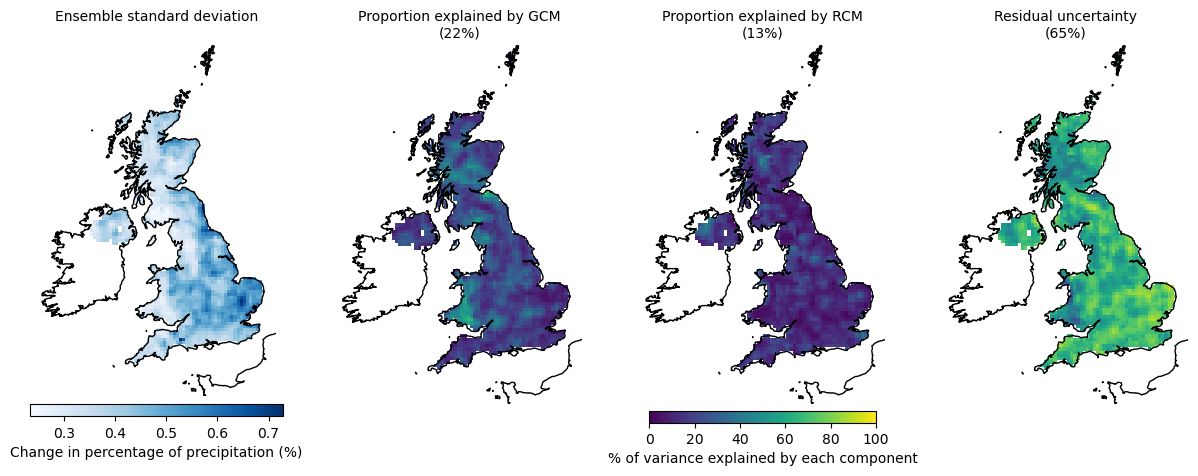 Ensemble standard deviation
Proportion explained by GCM
(22%)
Proportion explained by RCM
(13%)
Residual uncertainty
(65%)
0.3 0.4 0.5 0.6 0.7
Change in percentage of precipitation (%)
0 20 40 60 80 100
% of variance explained by each component